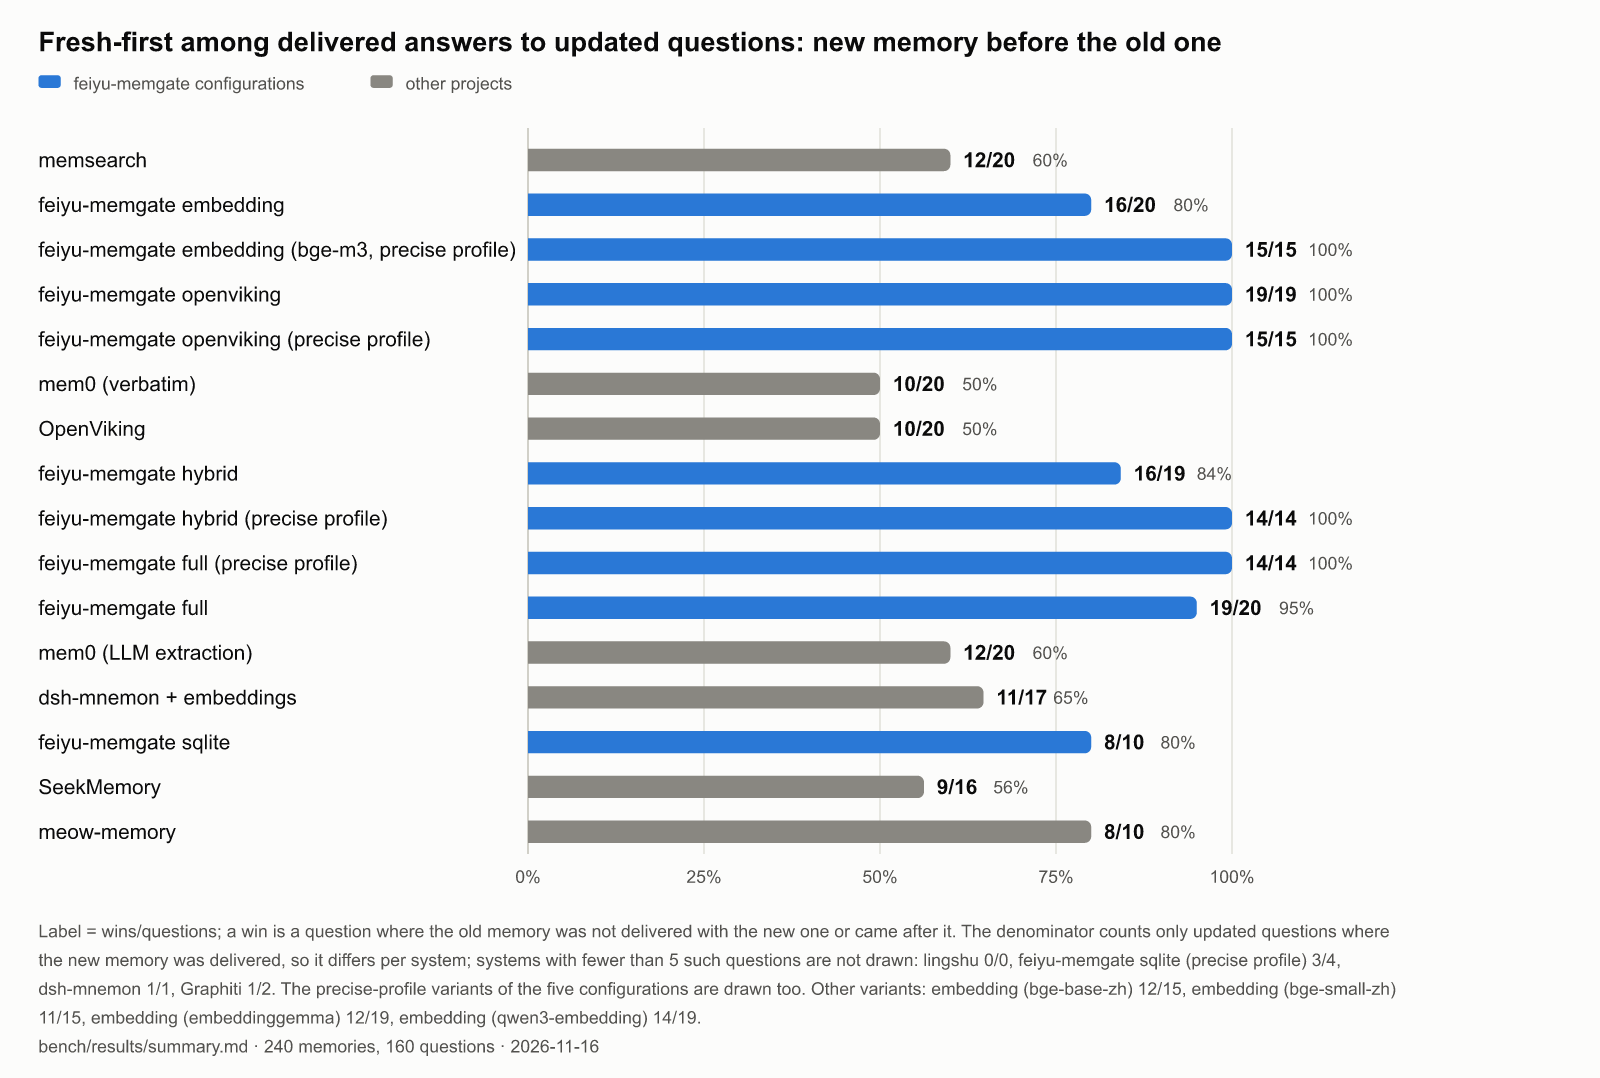 Fresh-first among delivered answers to updated questions: new memory before the old one
feiyu-memgate configurations other projects
memsearch 12/20 60%
feiyu-memgate embedding 16/20 80%
feiyu-memgate embedding (bge-m3, precise profile) 15/15 100%
feiyu-memgate openviking 19/19 100%
feiyu-memgate openviking (precise profile) 15/15 100%
mem0 (verbatim) 10/20 50%
OpenViking 10/20 50%
feiyu-memgate hybrid 16/19 84%
feiyu-memgate hybrid (precise profile) 14/14 100%
feiyu-memgate full (precise profile) 14/14 100%
feiyu-memgate full 19/20 95%
mem0 (LLM extraction) 12/20 60%
dsh-mnemon + embeddings 11/17 65%
feiyu-memgate sqlite 8/10 80%
SeekMemory 9/16 56%
meow-memory 8/10 80%
0% 25% 50% 75% 100%
Label = wins/questions; a win is a question where the old memory was not delivered with the new one or came after it. The denominator counts only updated questions where
the new memory was delivered, so it differs per system; systems with fewer than 5 such questions are not drawn: lingshu 0/0, feiyu-memgate sqlite (precise profile) 3/4,
dsh-mnemon 1/1, Graphiti 1/2. The precise-profile variants of the five configurations are drawn too. Other variants: embedding (bge-base-zh) 12/15, embedding (bge-small-zh)
11/15, embedding (embeddinggemma) 12/19, embedding (qwen3-embedding) 14/19.
bench/results/summary.md · 240 memories, 160 questions · 2026-11-16